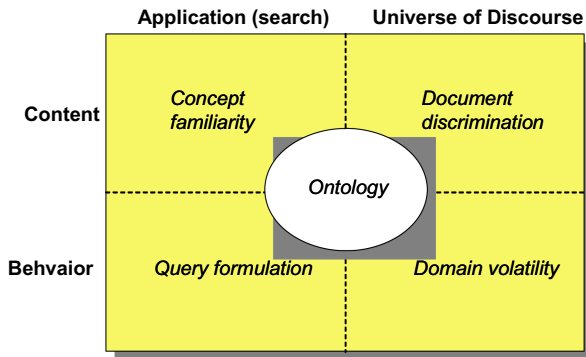 Application (search) Universe of Discourse
Content
Concept
familiarity
Document
discrimination
Ontology
Behvaior
Query formulation
Domain volatility